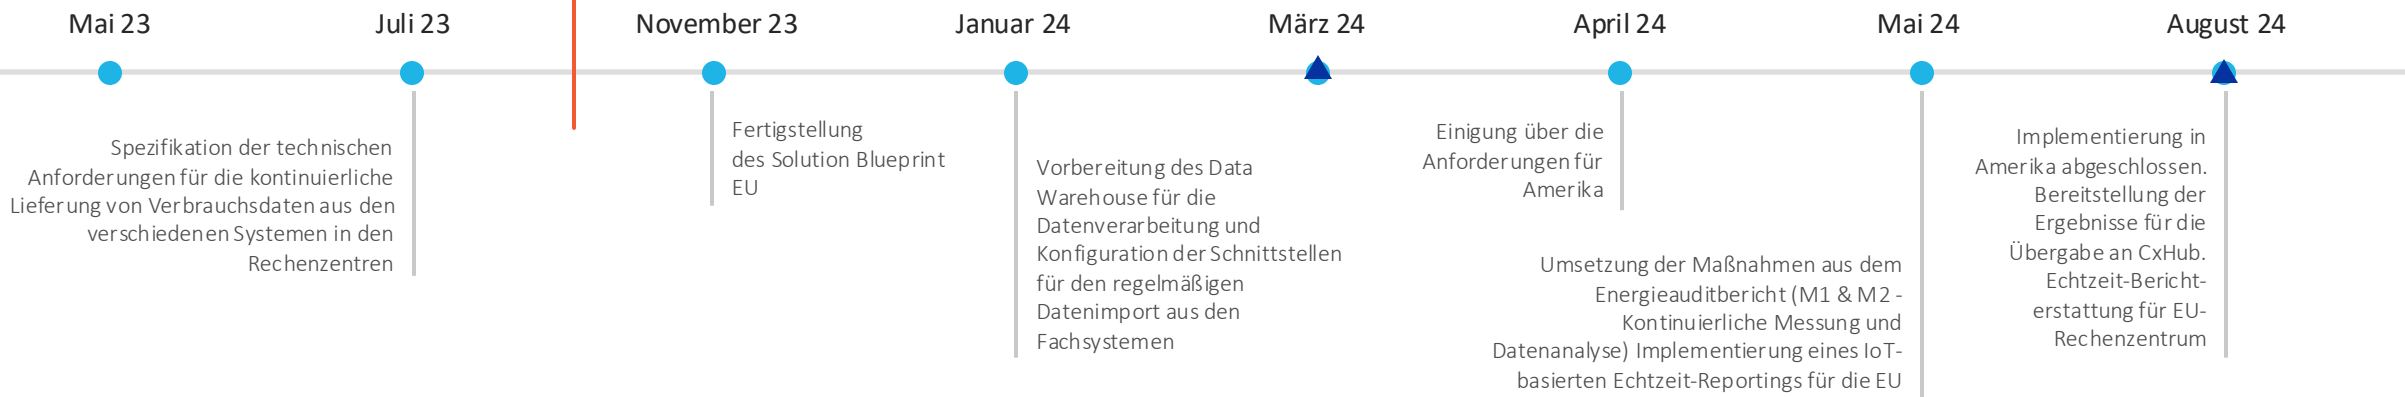 Mai 23
Juli 23
November 23
Januar 24
März 24
April 24
Mai 24
August 24
Spezifikation der technischen
Anforderungen für die kontinuierliche
Lieferung von Verbrauchsdaten aus den
verschiedenen Systemen in den
Rechenzentren
Fertigstellung
des Solution Blueprint
EU
Vorbereitung des Data
Warehouse für die
Datenverarbeitung und
Konfiguration der Schnittstellen
für den regelmäßigen
Datenimport aus den
Fachsystemen
Einigung über die
Anforderungen für
Amerika
Umsetzung der Maßnahmen aus dem
Energieauditbericht (M1 & M2 -
Kontinuierliche Messung und
Datenanalyse) Implementierung eines IoT-
basierten Echtzeit-Reportings für die EU
Implementierung in
Amerika abgeschlossen.
Bereitstellung der
Ergebnisse für die
Übergabe an CxHub.
Echtzeit-Bericht-
erstattung für EU-
Rechenzentrum